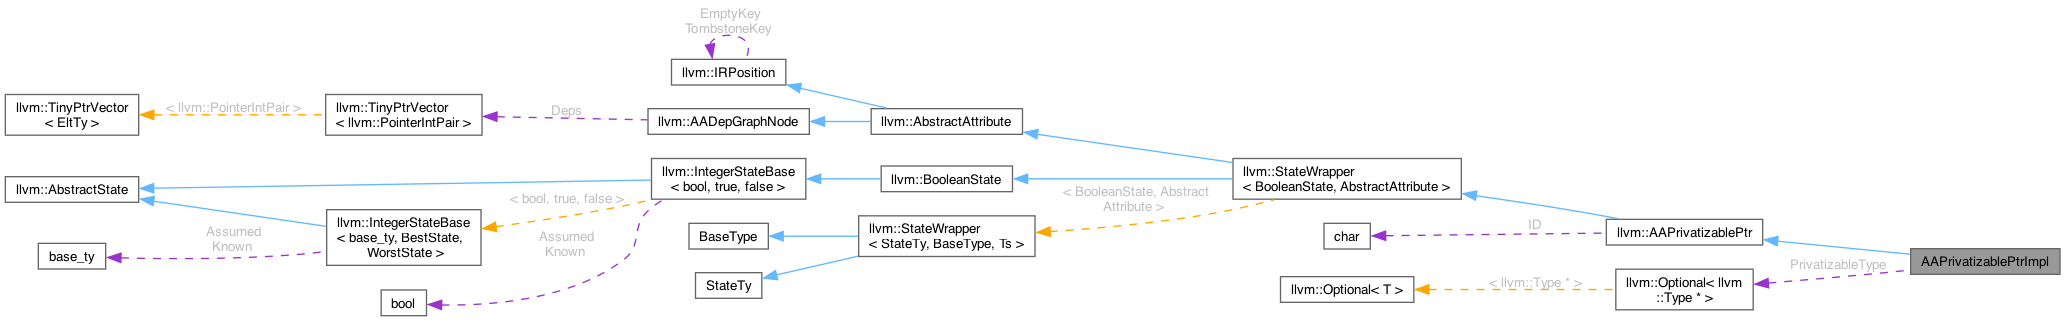 EmptyKey
TombstoneKey
llvm::IRPosition
llvm::TinyPtrVector
< EltTy >
< llvm::PointerIntPair >
llvm::TinyPtrVector
< llvm::PointerIntPair >
Deps
llvm::AADepGraphNode
llvm::AbstractAttribute
llvm::AbstractState
llvm::IntegerStateBase
< bool, true, false >
llvm::BooleanState
llvm::StateWrapper
< BooleanState, AbstractAttribute >
< bool, true, false >
< BooleanState, Abstract
Attribute >
llvm::IntegerStateBase
< base_ty, BestState,
WorstState >
Assumed
Known
base_ty
Assumed
Known
bool
BaseType
StateTy
llvm::StateWrapper
< StateTy, BaseType, Ts >
char
ID
llvm::AAPrivatizablePtr
AAPrivatizablePtrImpl
PrivatizableType
llvm::Optional< T >
< llvm::Type * >
llvm::Optional< llvm
::Type * >